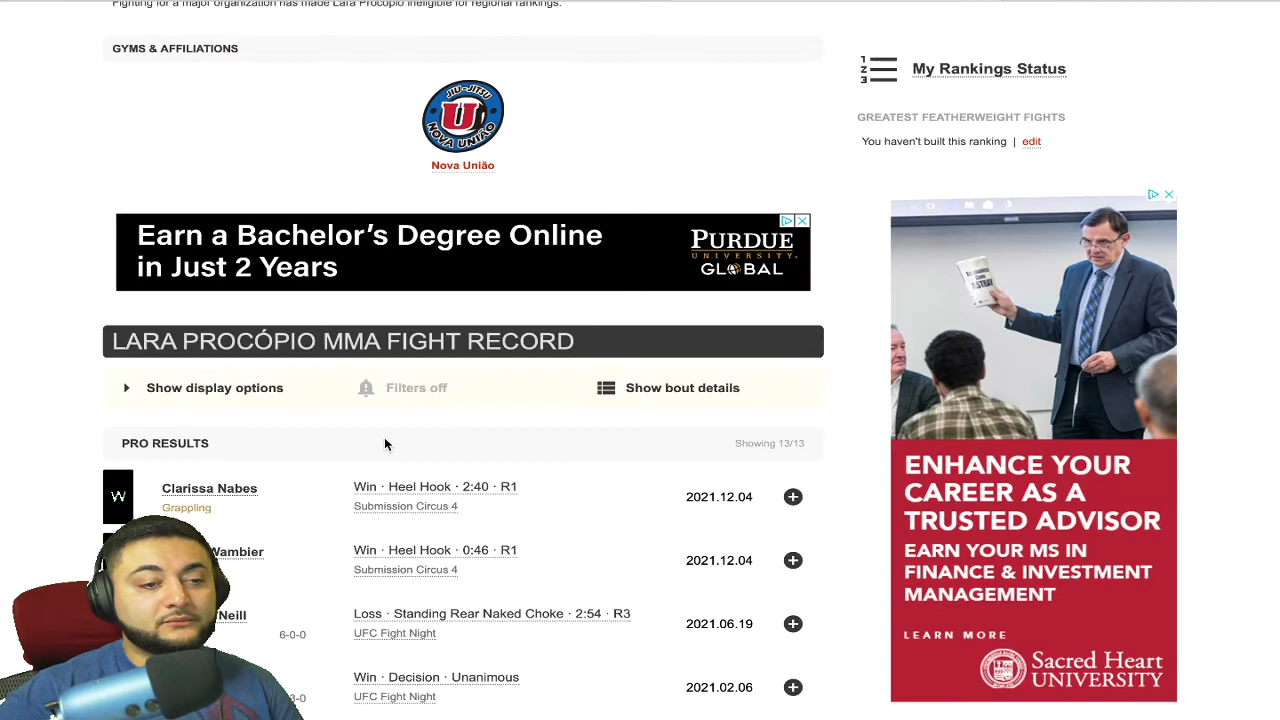 Fighting for a major organization has made Lara Procópio ineligible for regional rankings.
GYMS & AFFILIATIONS
JIU-JITSU
U
NOVA UNIÃO
Nova União
Earn a Bachelor's Degree Online
in Just 2 Years
PURDUE
UNIVERSITY
GLOBAL
LARA PROCÓPIO MMA FIGHT RECORD
Show display options
Filters off
Show bout details
PRO RESULTS
Showing 13/13
W
Clarissa Nabes
Grappling
Win · Heel Hook · 2:40 · R1
Submission Circus 4
2021.12.04
Wambier
Win · Heel Hook · 0:46 · R1
Submission Circus 4
2021.12.04
'Neill
6-0-0
Loss · Standing Rear Naked Choke · 2:54 · R3
UFC Fight Night
2021.06.19
3-0
Win · Decision · Unanimous
UFC Fight Night
2021.02.06
1
2
3
My Rankings Status
GREATEST FEATHERWEIGHT FIGHTS
You haven't built this ranking | edit
ENHANCE YOUR
CAREER AS A
TRUSTED ADVISOR
EARN YOUR MS IN
FINANCE & INVESTMENT
MANAGEMENT
LEARN MORE
Sacred Heart
UNIVERSITY